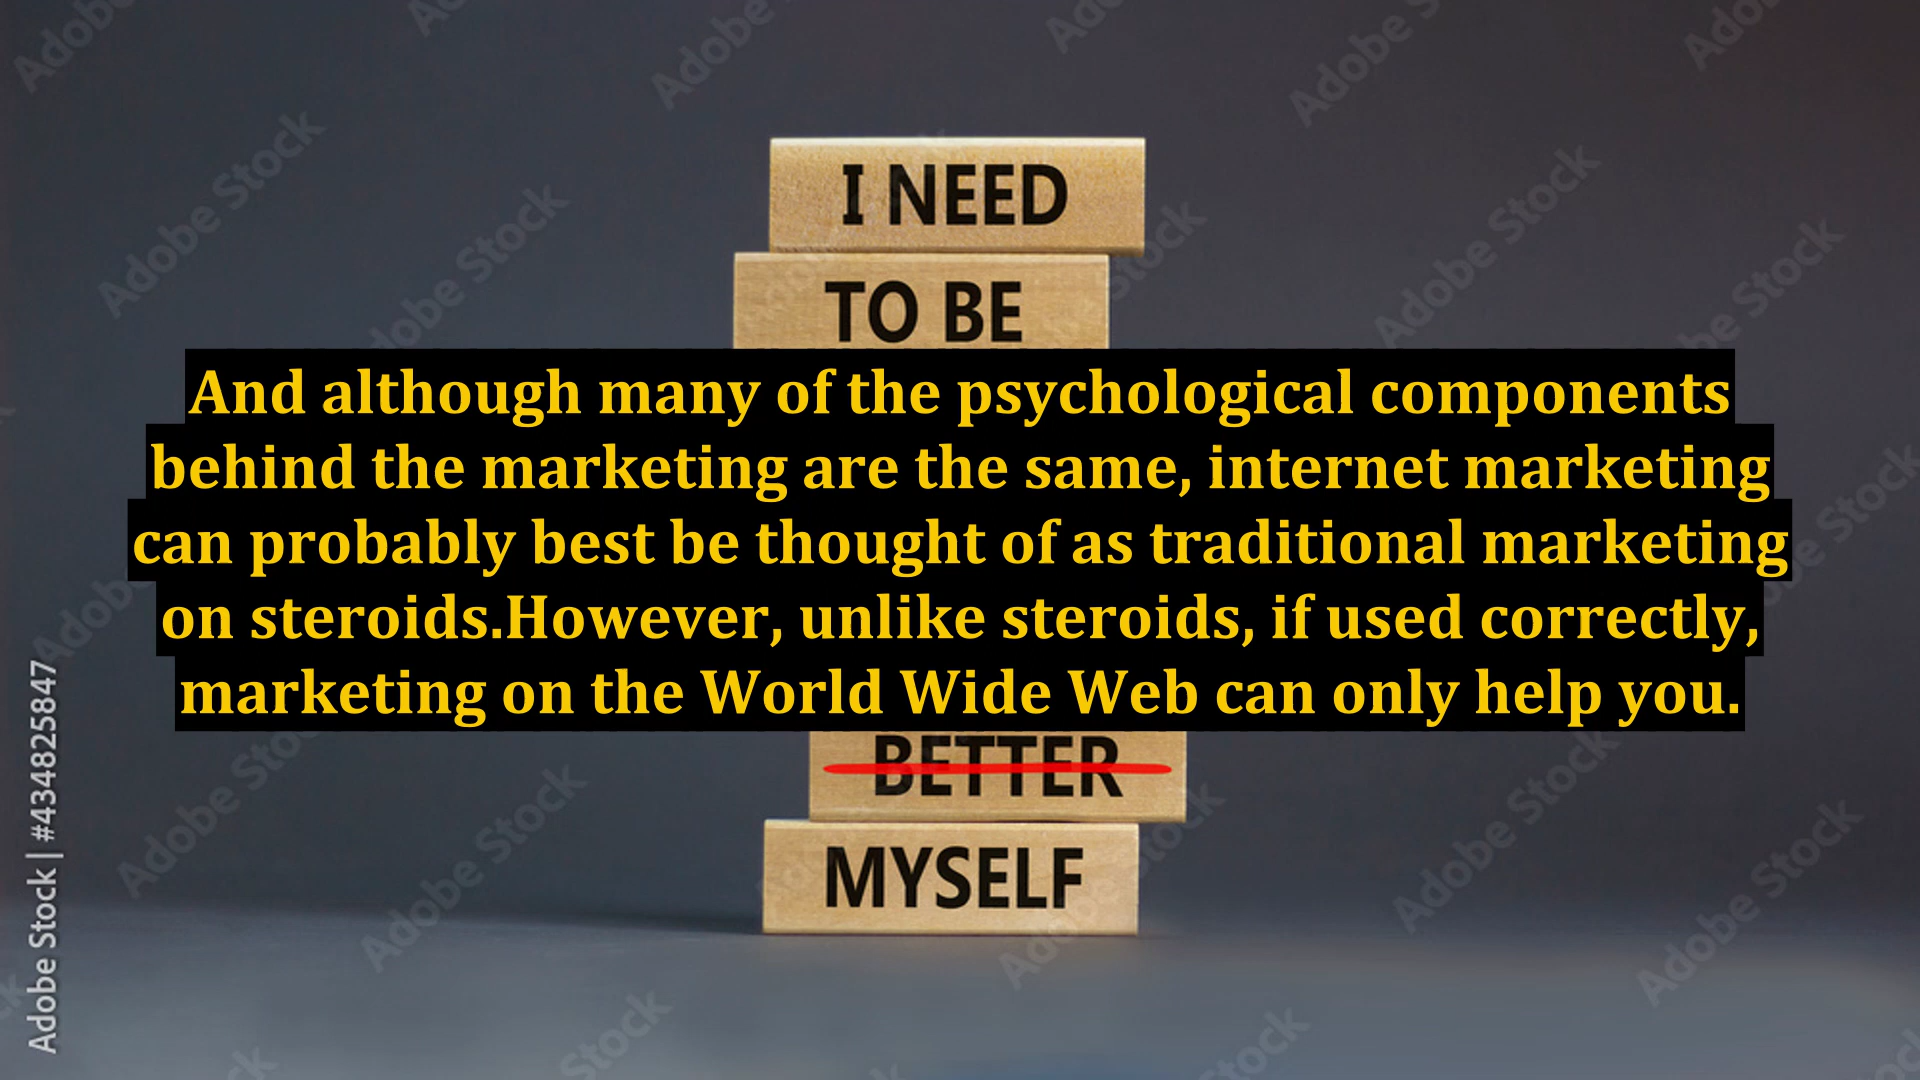 I NEED
TO BE
And although many of the psychological components
behind the marketing are the same, internet marketing
can probably best be thought of as traditional marketing
on steroids.However, unlike steroids, if used correctly,
marketing on the World Wide Web can only help you.
BETTER
MYSELF
Adobe Stock | #434825847
Adobe Stock